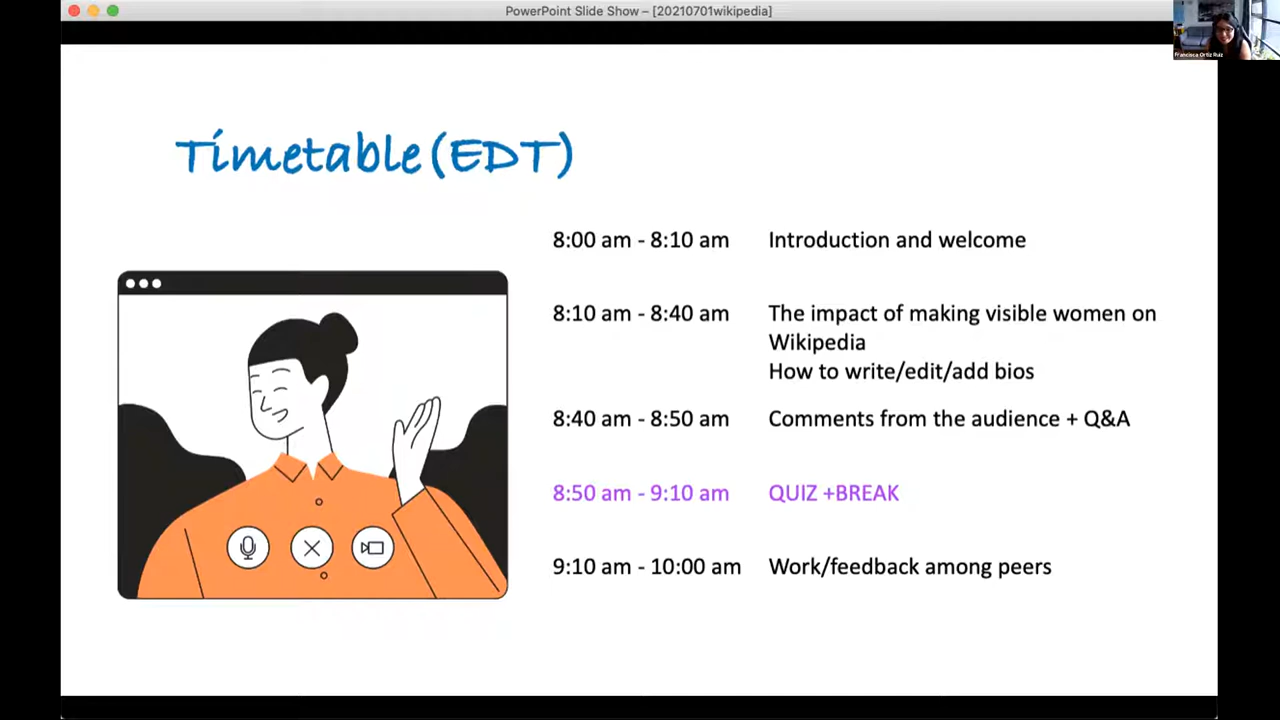 PowerPoint Slide Show – [20210701wikipedia]
Francisca Ortiz Ruiz
Timetable (EDT)
8:00 am - 8:10 am Introduction and welcome
8:10 am - 8:40 am The impact of making visible women on
Wikipedia
How to write/edit/add bios
8:40 am - 8:50 am Comments from the audience + Q&A
8:50 am - 9:10 am QUIZ +BREAK
9:10 am - 10:00 am Work/feedback among peers